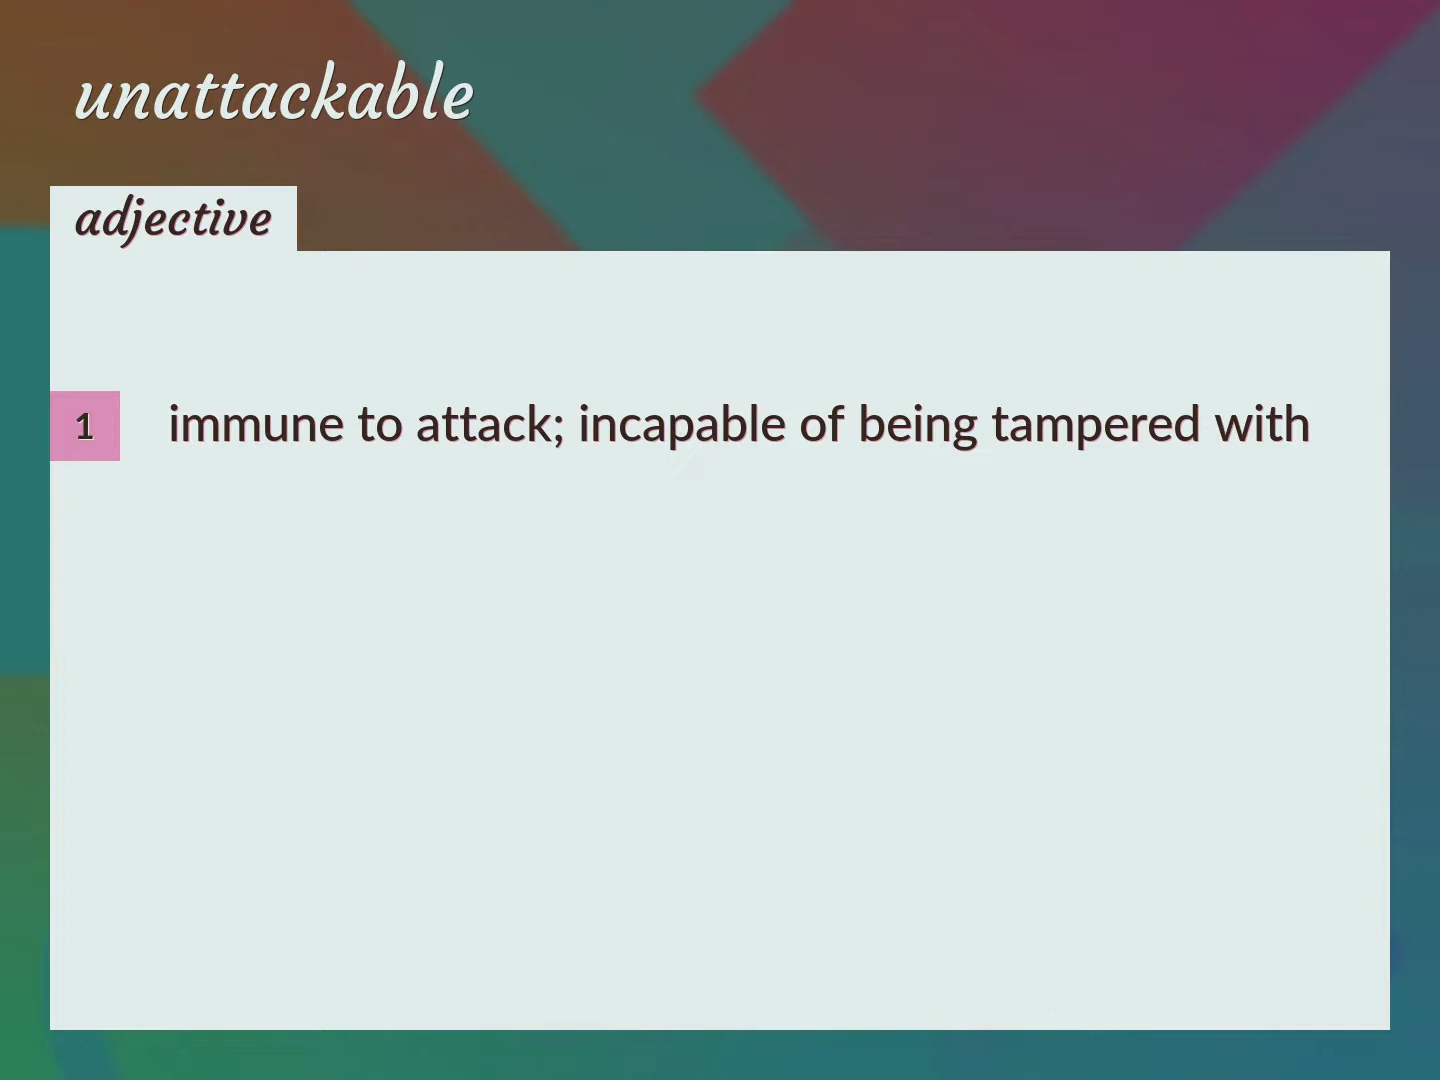 unattackable
adjective
1 immune to attack; incapable of being tampered with